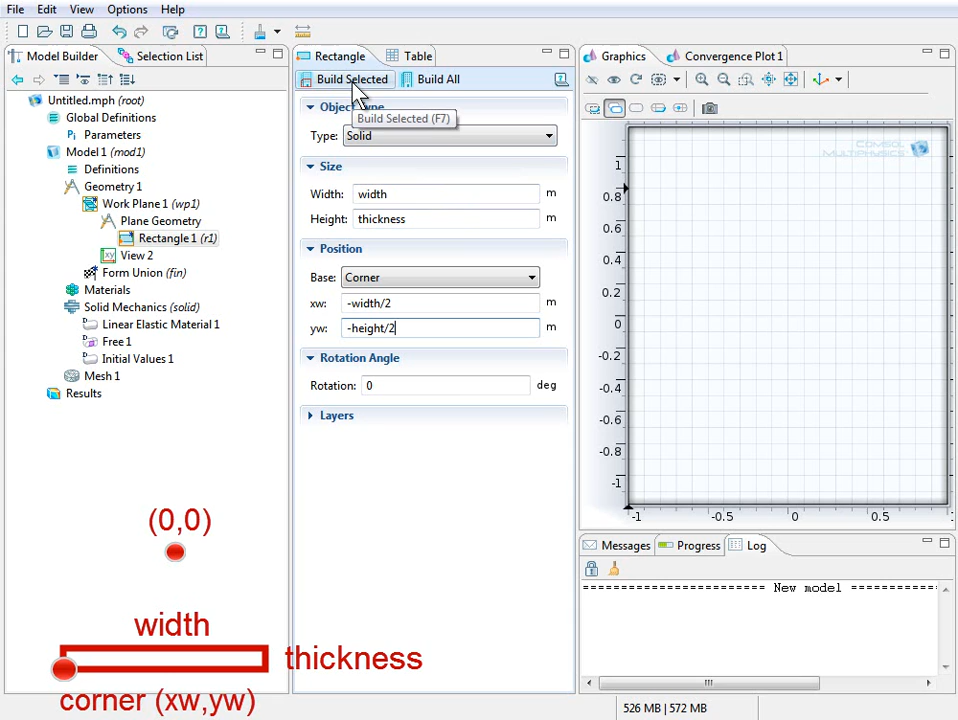 File Edit View Options Help
Model Builder Selection List
Rectangle Table
Graphics Convergence Plot 1
Build Selected Build All
Untitled.mph (root)
Global Definitions
Parameters
Model 1 (mod1)
Definitions
Geometry 1
Work Plane 1 (wp1)
Plane Geometry
Rectangle 1 (r1)
View 2
Form Union (fin)
Materials
Solid Mechanics (solid)
Linear Elastic Material 1
Free 1
Initial Values 1
Mesh 1
Results
Object Type
Build Selected (F7)
Type: Solid
Size
Width: width m
Height: thickness m
Position
Base: Corner
xw: -width/2 m
yw: -height/2 m
Rotation Angle
Rotation: 0 deg
Layers
COMSOL
MULTIPHYSICS
1
0.8
0.6
0.4
0.2
0
-0.2
-0.4
-0.6
-0.8
-1
-1 -0.5 0 0.5
Messages Progress Log
======================== New model ============
526 MB | 572 MB
(0,0)
width
thickness
corner (xw,yw)